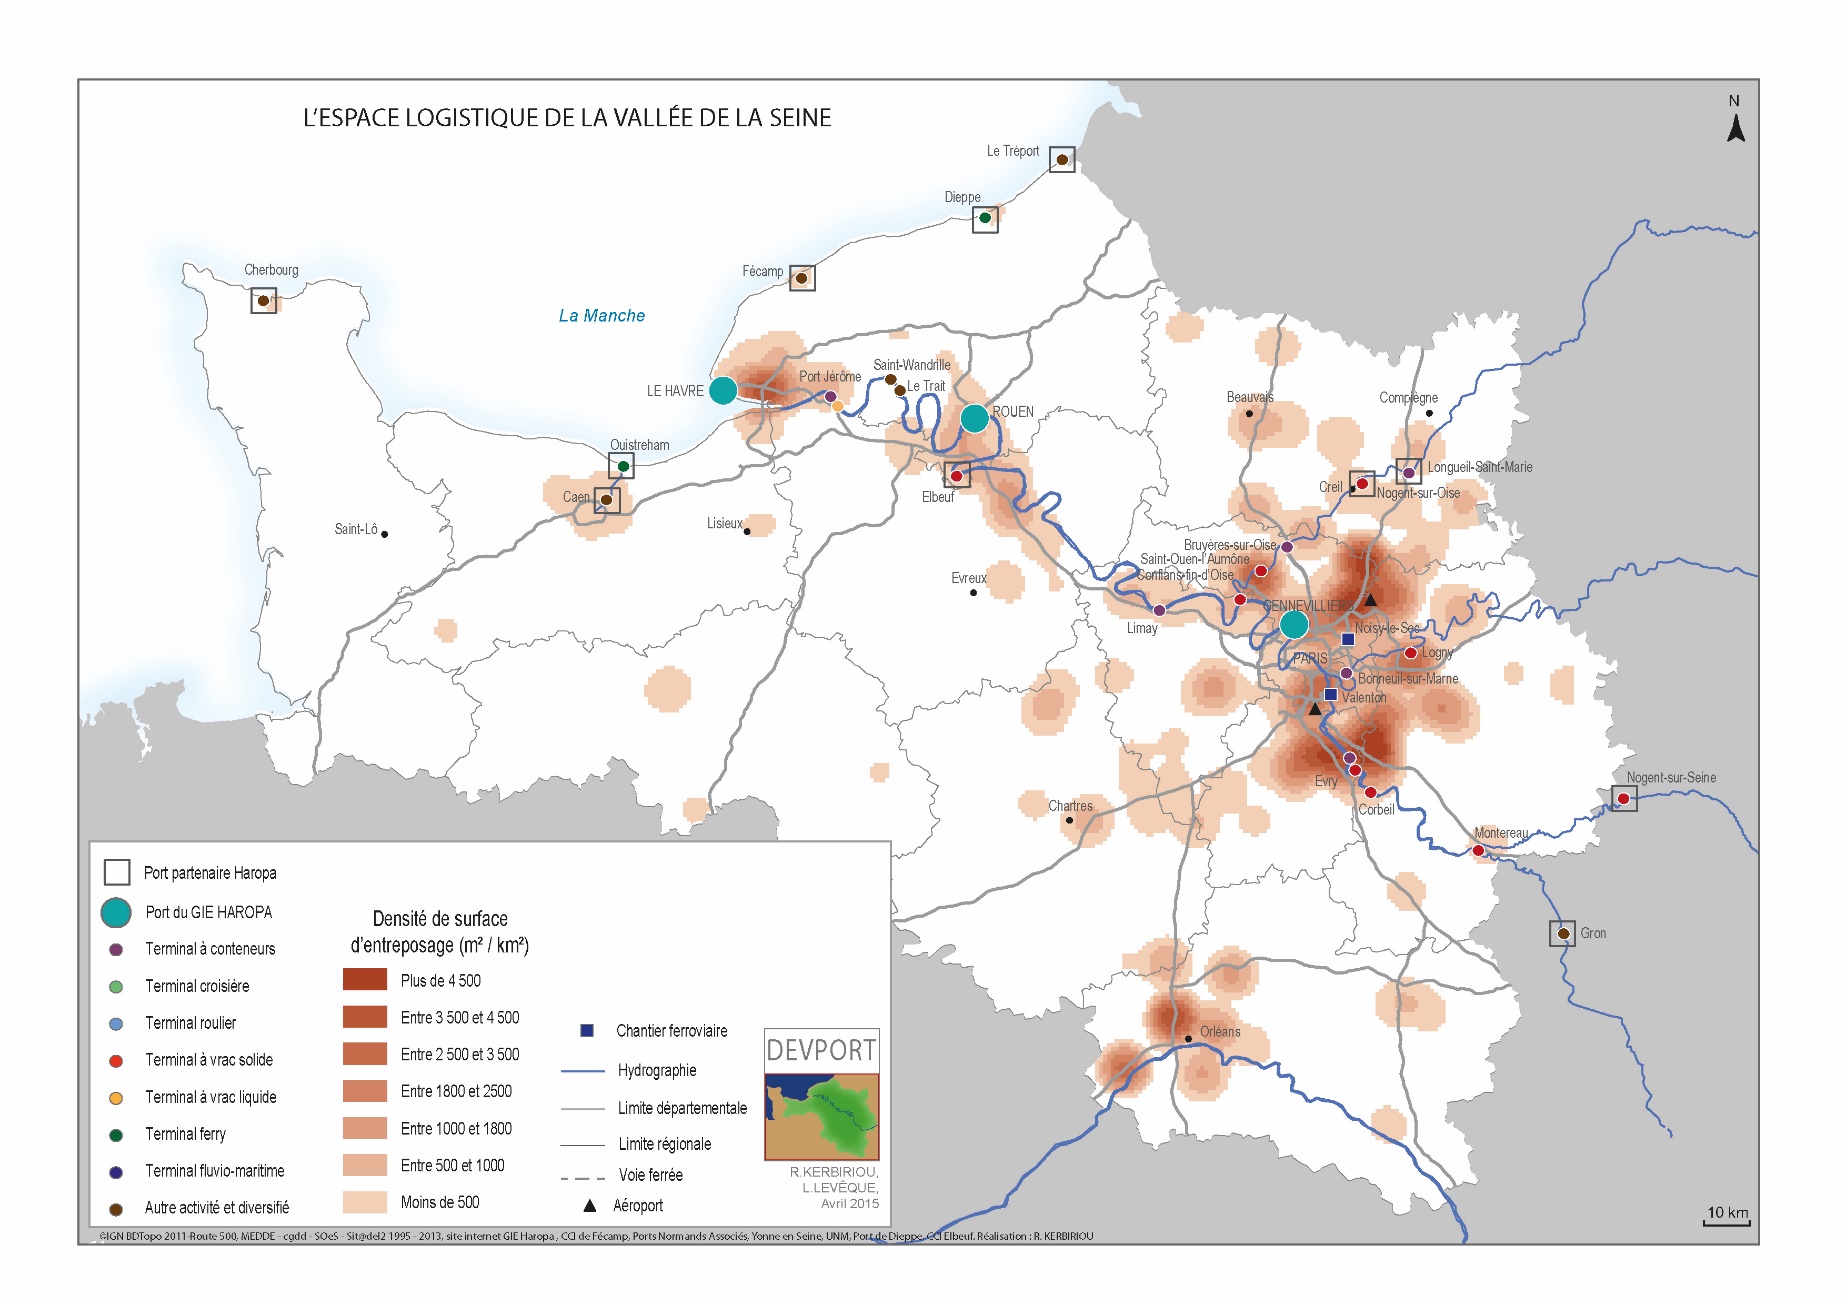 L'ESPACE LOGISTIQUE DE LA VALLÉE DE LA SEINE
N
Le Tréport
Dieppe
Cherbourg
Fécamp
La Manche
Saint-Wandrille
LE HAVRE
Port Jérôme
Le Trait
Beauvais
Compiègne
ROUEN
Ouistreham
Longueil-Saint-Marie
Caen
Elbeuf
Creil
Nogent-sur-Oise
Saint-Lô
Lisieux
Bruyères-sur-Oise
Saint-Ouen-l'Aumône
Conflans-fin-d'Oise
Evreux
GENNEVILLIERS
Limay
Noisy-le-Sec
PARIS
Logny
Bonneuil-sur-Marne
Valenton
Evry
Nogent-sur-Seine
Chartres
Corbeil
Montereau
Gron
Orléans
Port partenaire Haropa
Port du GIE HAROPA
Terminal à conteneurs
Terminal croisière
Terminal roulier
Terminal à vrac solide
Terminal à vrac liquide
Terminal ferry
Terminal fluvio-maritime
Autre activité et diversifié
Densité de surface
d'entreposage (m² / km²)
Plus de 4 500
Entre 3 500 et 4 500
Entre 2 500 et 3 500
Entre 1800 et 2500
Entre 1000 et 1800
Entre 500 et 1000
Moins de 500
Chantier ferroviaire
Hydrographie
Limite départementale
Limite régionale
Voie ferrée
Aéroport
DEVPORT
R.KERBIRIOU,
L.LEVÊQUE,
Avril 2015
10 km
©IGN BDTopo 2011-Route 500, MEDDE - cgdd - SOeS - Sit@del2 1995 - 2013, site internet GIE Haropa , CCI de Fécamp, Ports Normands Associés, Yonne en Seine, UNM, Port de Dieppe, CCI Elbeuf. Réalisation : R. KERBIRIOU